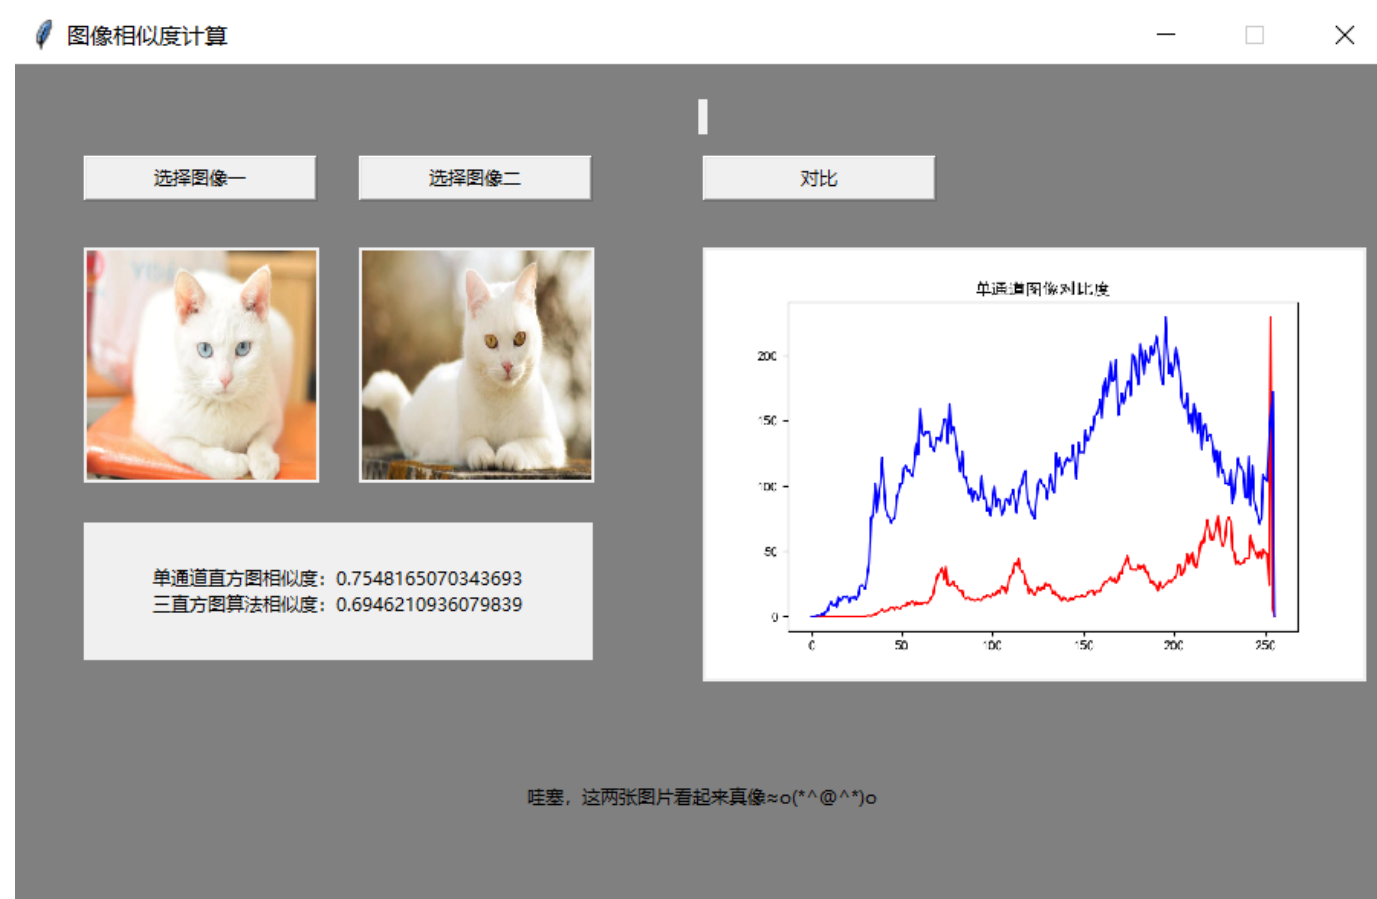 图像相似度计算
选择图像一
选择图像二
对比
单通道图像对比度
200
150
100
50
0
0
50
100
150
200
250
单通道直方图相似度：0.7548165070343693
三直方图算法相似度：0.6946210936079839
哇塞，这两张图片看起来真像≈o(*^@^*)o